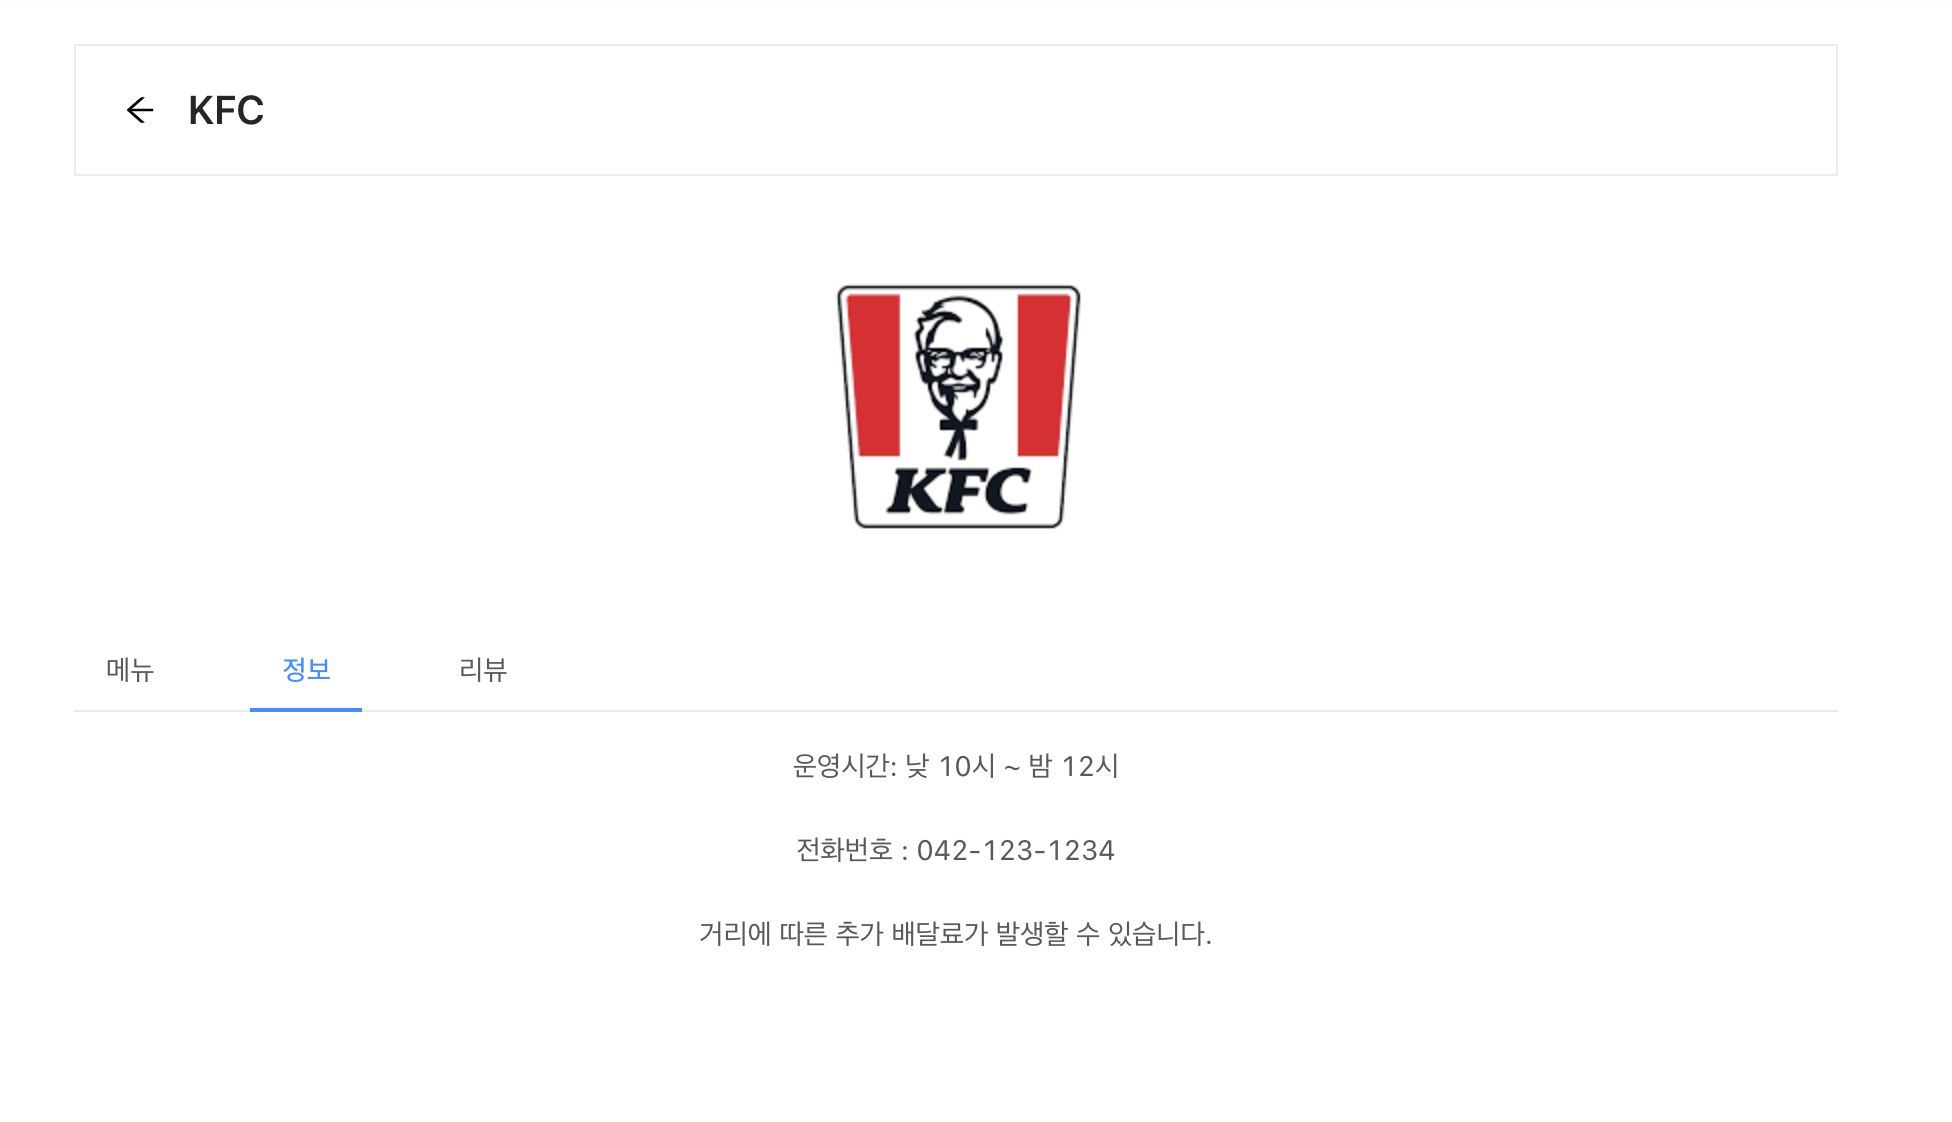 KFC
KFC
메뉴 정보 리뷰
운영시간: 낮 10시 ~ 밤 12시
전화번호 : 042-123-1234
거리에 따른 추가 배달료가 발생할 수 있습니다.